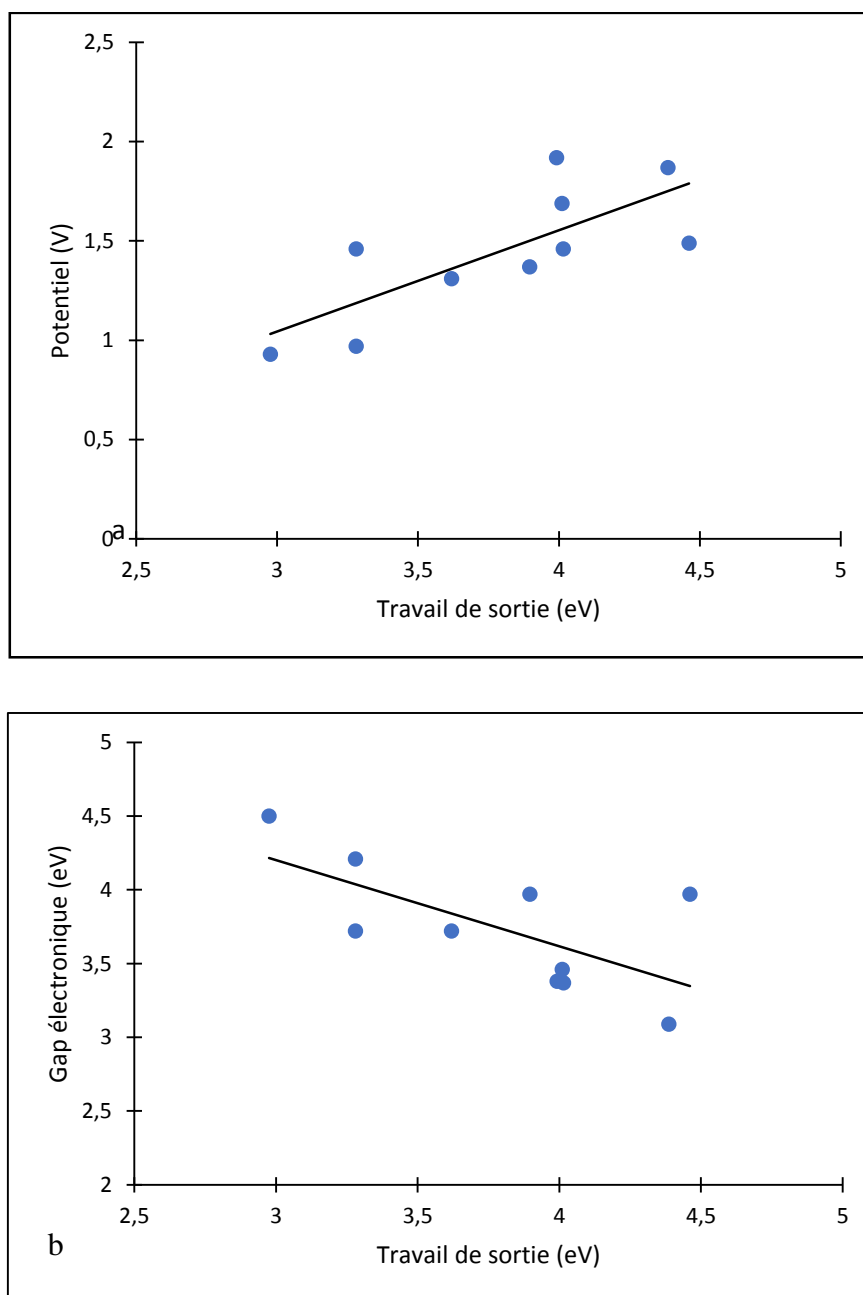 2,5
2
1,5
1
0,5
0
a
2,5 3 3,5 4 4,5 5
Potentiel (V)
Travail de sortie (eV)
5
4,5
4
3,5
3
2,5
2
2,5 3 3,5 4 4,5 5
Gap électronique (eV)
b
Travail de sortie (eV)